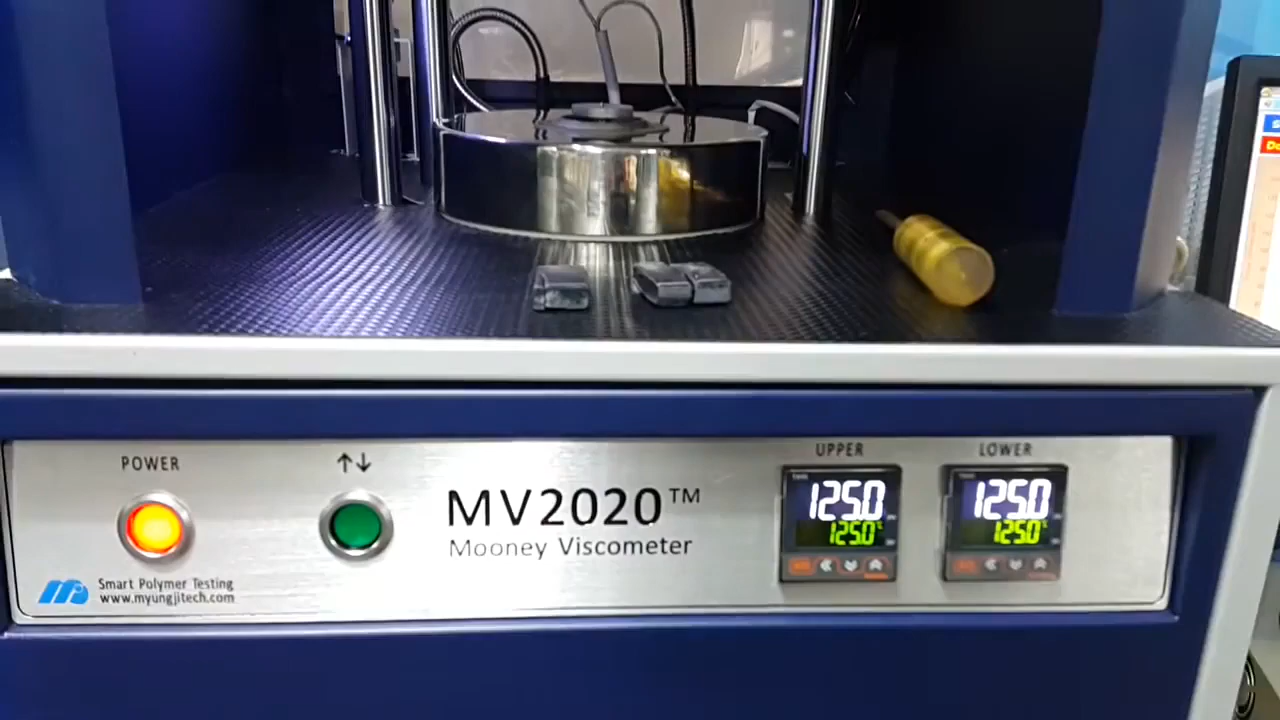 POWER
↑↓
MV2020™
Mooney Viscometer
Smart Polymer Testing
www.myungjitech.com
UPPER
125.0
125.0
LOWER
125.0
125.0